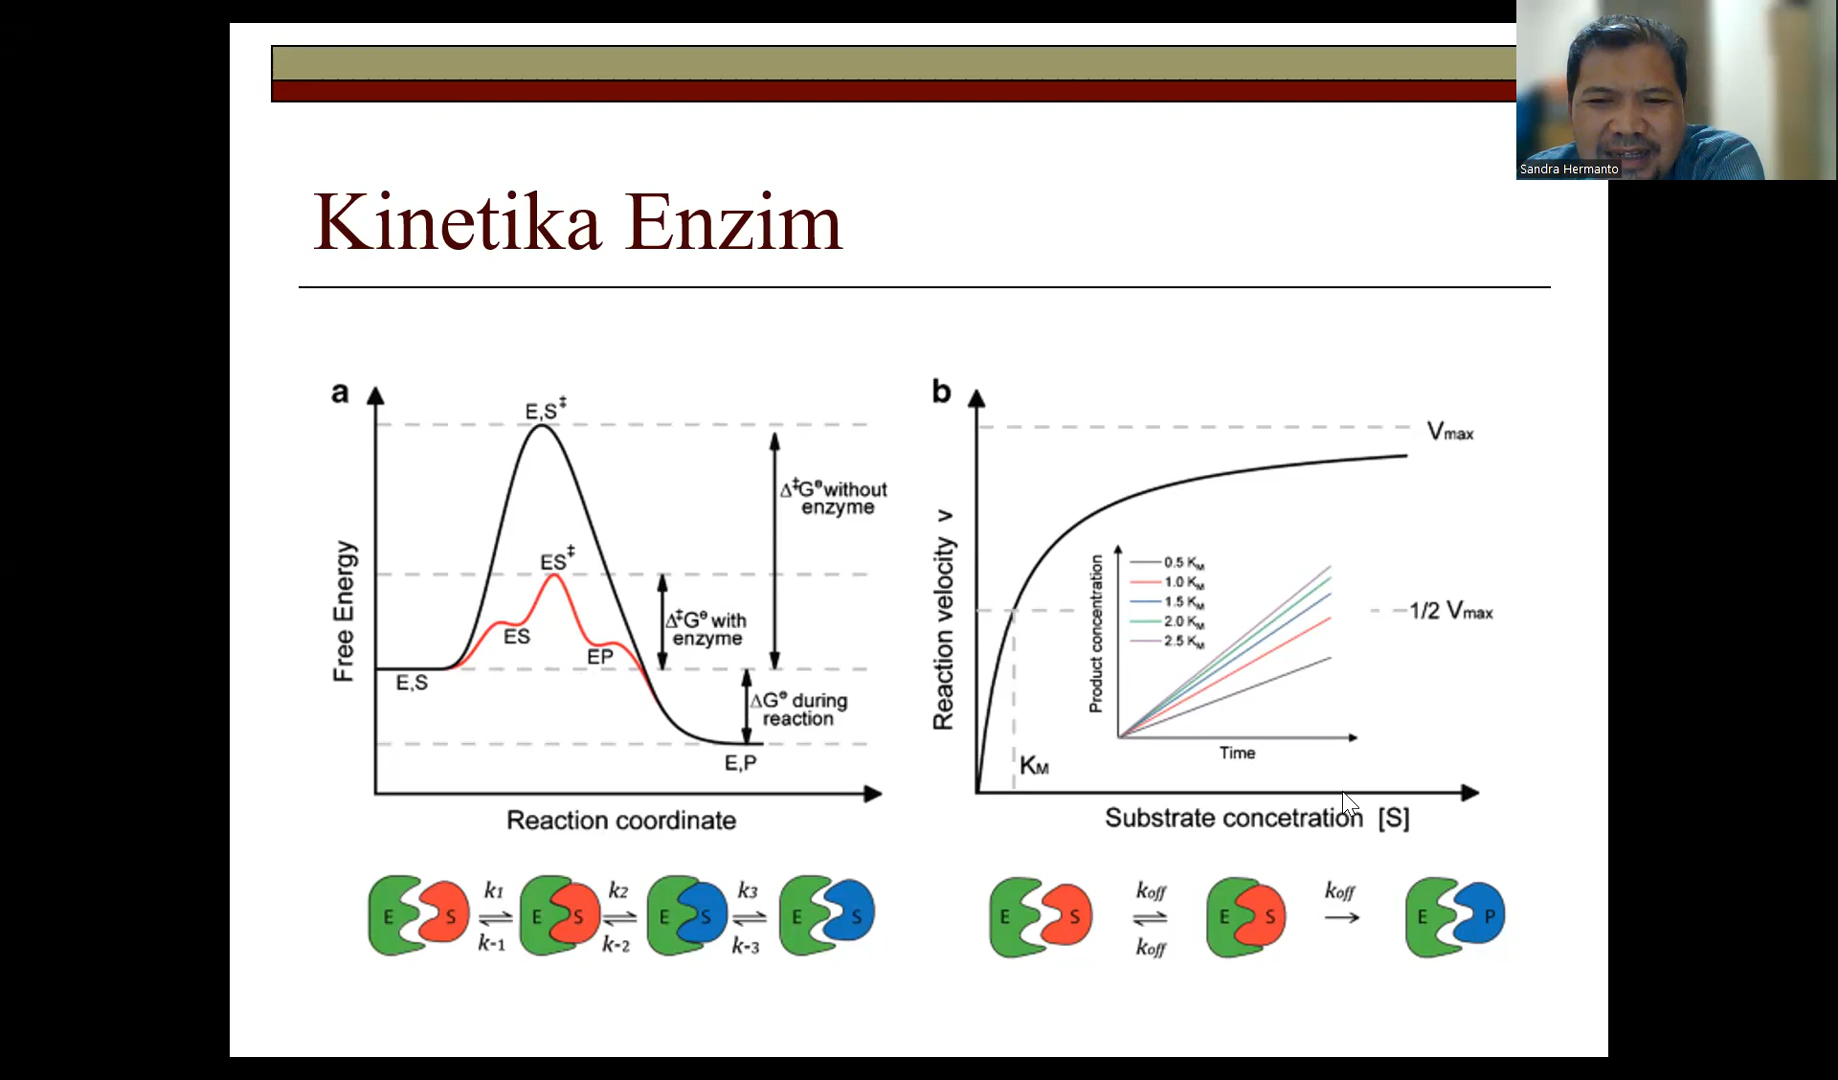 Sandra Hermanto
Kinetika Enzim
a
E,S‡
Δ‡G° without
enzyme
ES‡
Δ‡G° with
enzyme
ES
EP
E,S
ΔG° during
reaction
E,P
Free Energy
Reaction coordinate
b
Vmax
Reaction velocity v
1/2 Vmax
KM
Product concentration
0.5 KM
1.0 KM
1.5 KM
2.0 KM
2.5 KM
Time
Substrate concetration [S]
E S k1 k-1 E S k2 k-2 E S k3 k-3 E S
E S koff koff E S koff E P